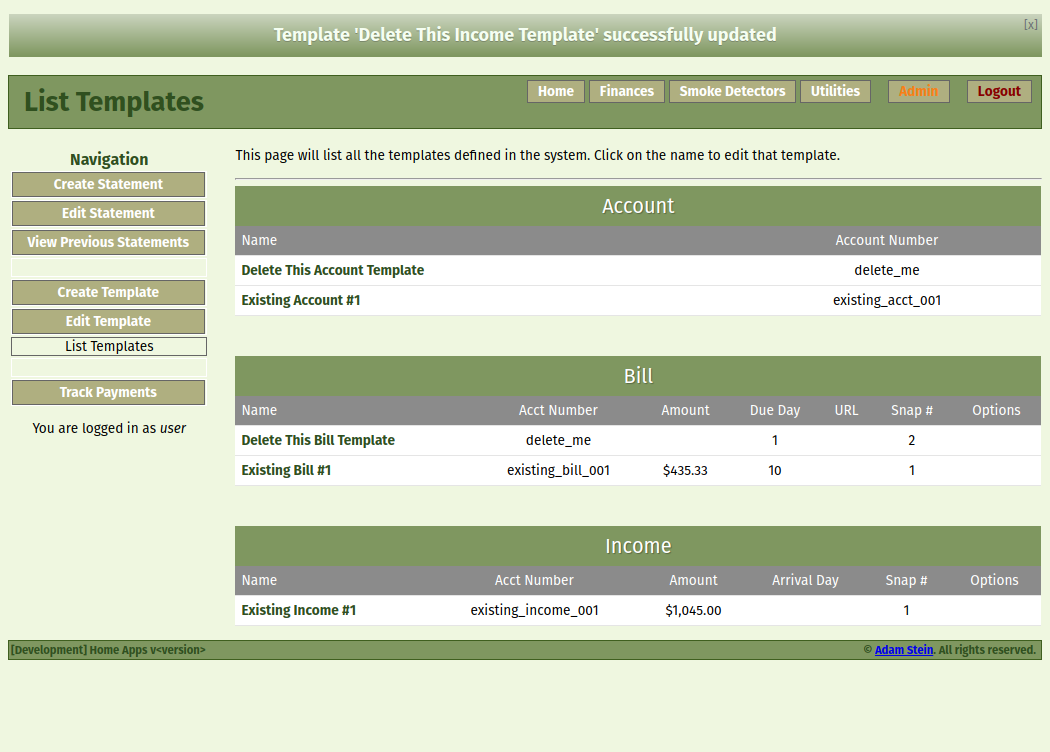 Template 'Delete This Income Template' successfully updated
[x]
List Templates
Home Finances Smoke Detectors Utilities Admin Logout
Navigation
Create Statement
Edit Statement
View Previous Statements
Create Template
Edit Template
List Templates
Track Payments
You are logged in as user
This page will list all the templates defined in the system. Click on the name to edit that template.
Account
Name Account Number
Delete This Account Template delete_me
Existing Account #1 existing_acct_001
Bill
Name Acct Number Amount Due Day URL Snap # Options
Delete This Bill Template delete_me 1 2
Existing Bill #1 existing_bill_001 $435.33 10 1
Income
Name Acct Number Amount Arrival Day Snap # Options
Existing Income #1 existing_income_001 $1,045.00 1
[Development] Home Apps v<version>
© Adam Stein. All rights reserved.